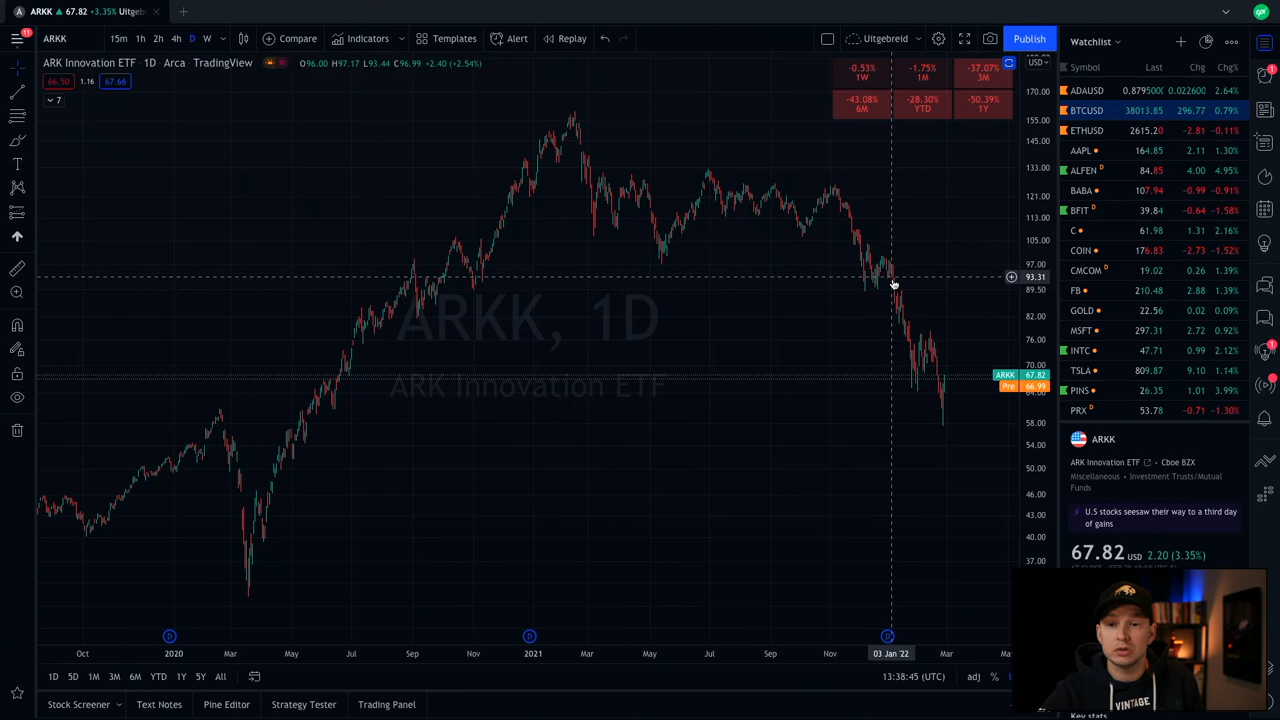 ARKK ▲ 67.82 +3.35% Uitgeb
11
ARKK
15m 1h 2h 4h D W
Compare
Indicators
Templates
Alert
Replay
Uitgebreid
Publish
ARK Innovation ETF · 1D · Arca · TradingView
O96.00 H97.17 L93.44 C96.99 +2.40 (+2.54%)
66.50 1.16 67.66
7
-0.53% -1.75% -37.07%
1W 1M 3M
-43.08% -28.30% -50.39%
6M YTD 1Y
USD
170.00
155.00
145.00
133.00
121.00
113.00
105.00
97.00
93.31
89.50
82.00
76.00
70.00
ARKK 67.82
Pre 66.99
64.00
58.00
54.00
50.00
46.00
43.00
40.00
37.00
ARKK, 1D
ARK Innovation ETF
D D D
Oct 2020 Mar May Jul Sep Nov 2021 Mar May Jul Sep Nov 03 Jan '22 Mar
1D 5D 1M 3M 6M YTD 1Y 5Y All
13:38:45 (UTC) adj %
Stock Screener Text Notes Pine Editor Strategy Tester Trading Panel
Watchlist
Symbol Last Chg Chg%
ADAUSD 0.879500 0.022600 2.64%
BTCUSD 38013.85 296.77 0.79%
ETHUSD 2615.20 -2.81 -0.11%
AAPL 164.85 2.11 1.30%
ALFEN D 84.85 4.00 4.95%
BABA 107.94 -0.99 -0.91%
BFIT D 39.84 -0.64 -1.58%
C 61.98 1.31 2.16%
COIN 176.83 -2.73 -1.52%
CMCOM D 19.02 0.26 1.39%
FB 210.48 2.88 1.39%
GOLD 22.56 0.02 0.09%
MSFT 297.31 2.72 0.92%
INTC 47.71 0.99 2.12%
TSLA 809.87 9.10 1.14%
PINS 26.35 1.01 3.99%
PRX D 53.78 -0.71 -1.30%
ARKK
ARK Innovation ETF · Cboe BZX
Miscellaneous · Investment Trusts/Mutual
Funds
U.S stocks seesaw their way to a third day
of gains
67.82 USD 2.20 (3.35%)
Key stats
VINTAGE
1
1
1